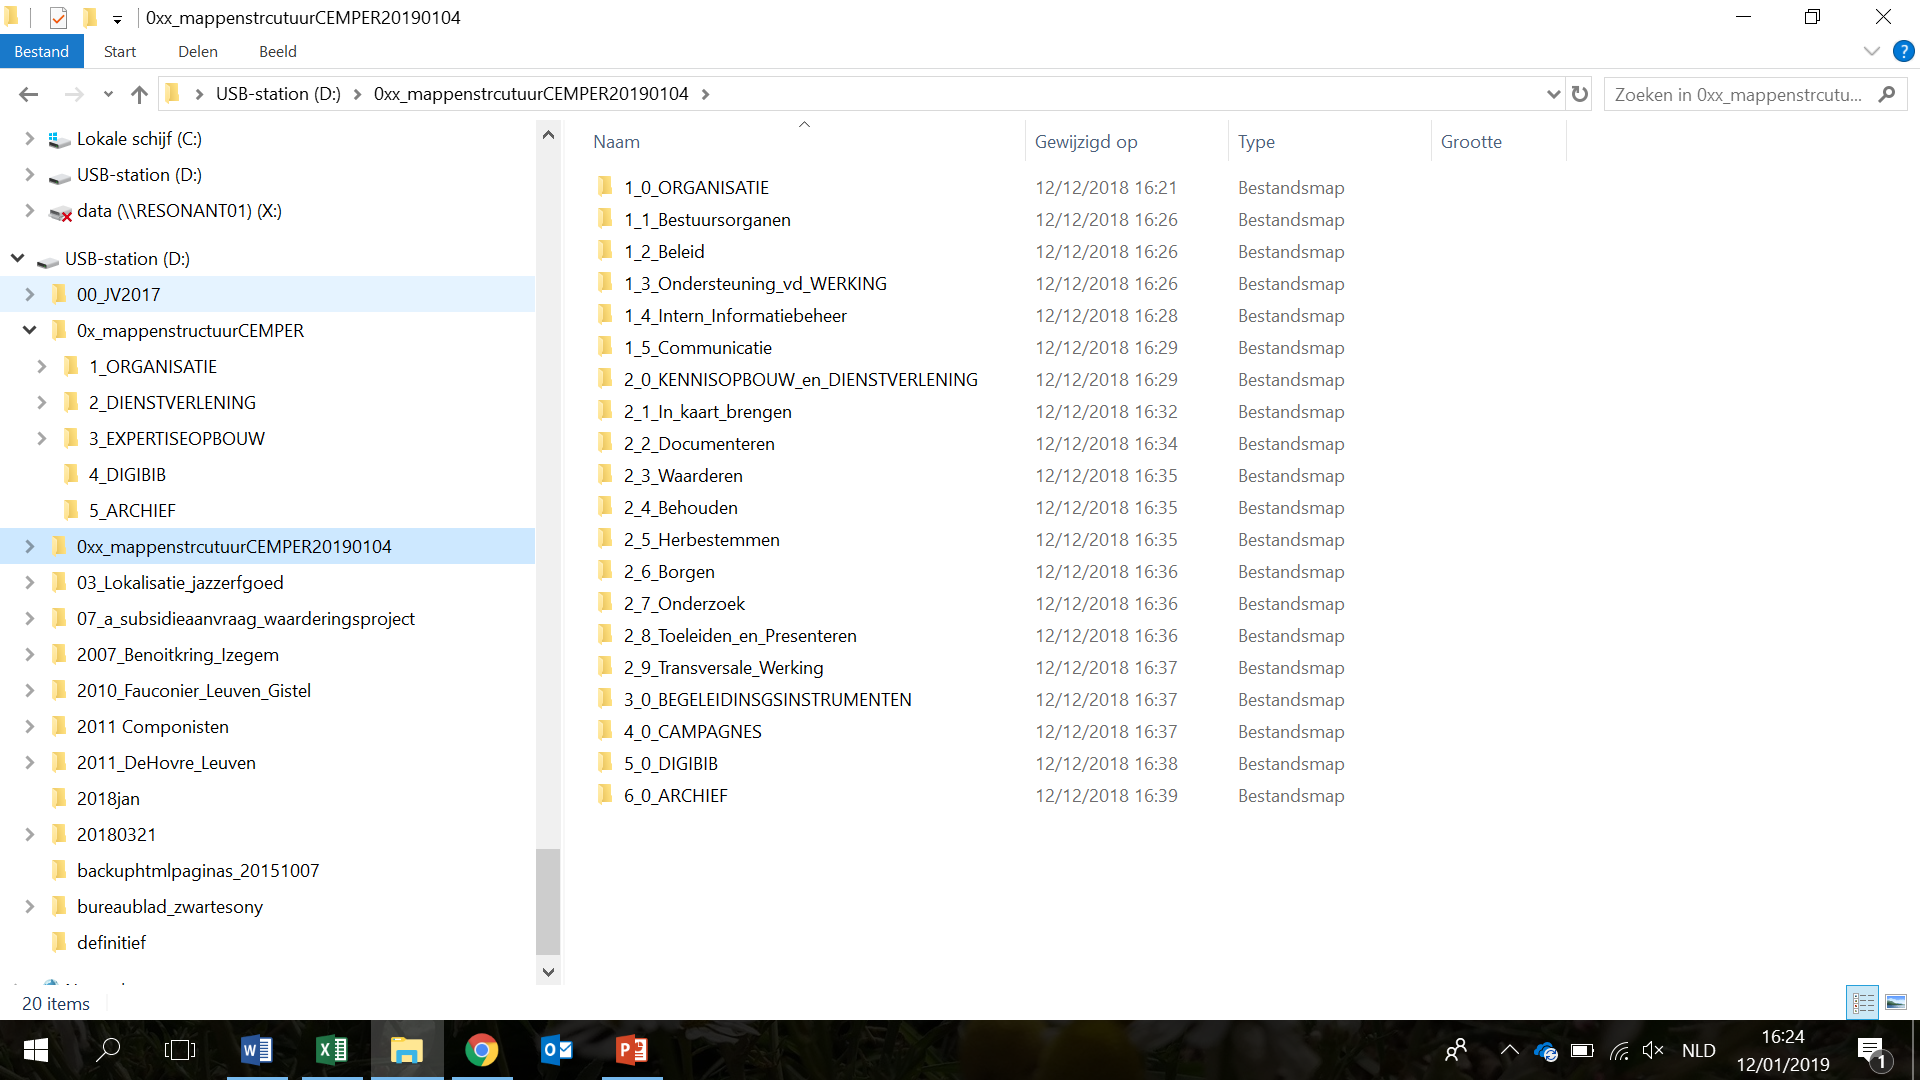 0xx_mappenstrcutuurCEMPER20190104
Bestand Start Delen Beeld
USB-station (D:) 0xx_mappenstrcutuurCEMPER20190104
Zoeken in 0xx_mappenstrcutu...
Lokale schijf (C:)
USB-station (D:)
data (\\RESONANT01) (X:)
USB-station (D:)
00_JV2017
0x_mappenstructuurCEMPER
1_ORGANISATIE
2_DIENSTVERLENING
3_EXPERTISEOPBOUW
4_DIGIBIB
5_ARCHIEF
0xx_mappenstrcutuurCEMPER20190104
03_Lokalisatie_jazzerfgoed
07_a_subsidieaanvraag_waarderingsproject
2007_Benoitkring_Izegem
2010_Fauconier_Leuven_Gistel
2011 Componisten
2011_DeHovre_Leuven
2018jan
20180321
backuphtmlpaginas_20151007
bureaublad_zwartesony
definitief
Naam Gewijzigd op Type Grootte
1_0_ORGANISATIE 12/12/2018 16:21 Bestandsmap
1_1_Bestuursorganen 12/12/2018 16:26 Bestandsmap
1_2_Beleid 12/12/2018 16:26 Bestandsmap
1_3_Ondersteuning_vd_WERKING 12/12/2018 16:26 Bestandsmap
1_4_Intern_Informatiebeheer 12/12/2018 16:28 Bestandsmap
1_5_Communicatie 12/12/2018 16:29 Bestandsmap
2_0_KENNISOPBOUW_en_DIENSTVERLENING 12/12/2018 16:29 Bestandsmap
2_1_In_kaart_brengen 12/12/2018 16:32 Bestandsmap
2_2_Documenteren 12/12/2018 16:34 Bestandsmap
2_3_Waarderen 12/12/2018 16:35 Bestandsmap
2_4_Behouden 12/12/2018 16:35 Bestandsmap
2_5_Herbestemmen 12/12/2018 16:35 Bestandsmap
2_6_Borgen 12/12/2018 16:36 Bestandsmap
2_7_Onderzoek 12/12/2018 16:36 Bestandsmap
2_8_Toeleiden_en_Presenteren 12/12/2018 16:36 Bestandsmap
2_9_Transversale_Werking 12/12/2018 16:37 Bestandsmap
3_0_BEGELEIDINSGSINSTRUMENTEN 12/12/2018 16:37 Bestandsmap
4_0_CAMPAGNES 12/12/2018 16:37 Bestandsmap
5_0_DIGIBIB 12/12/2018 16:38 Bestandsmap
6_0_ARCHIEF 12/12/2018 16:39 Bestandsmap
20 items
NLD
16:24
12/01/2019
1